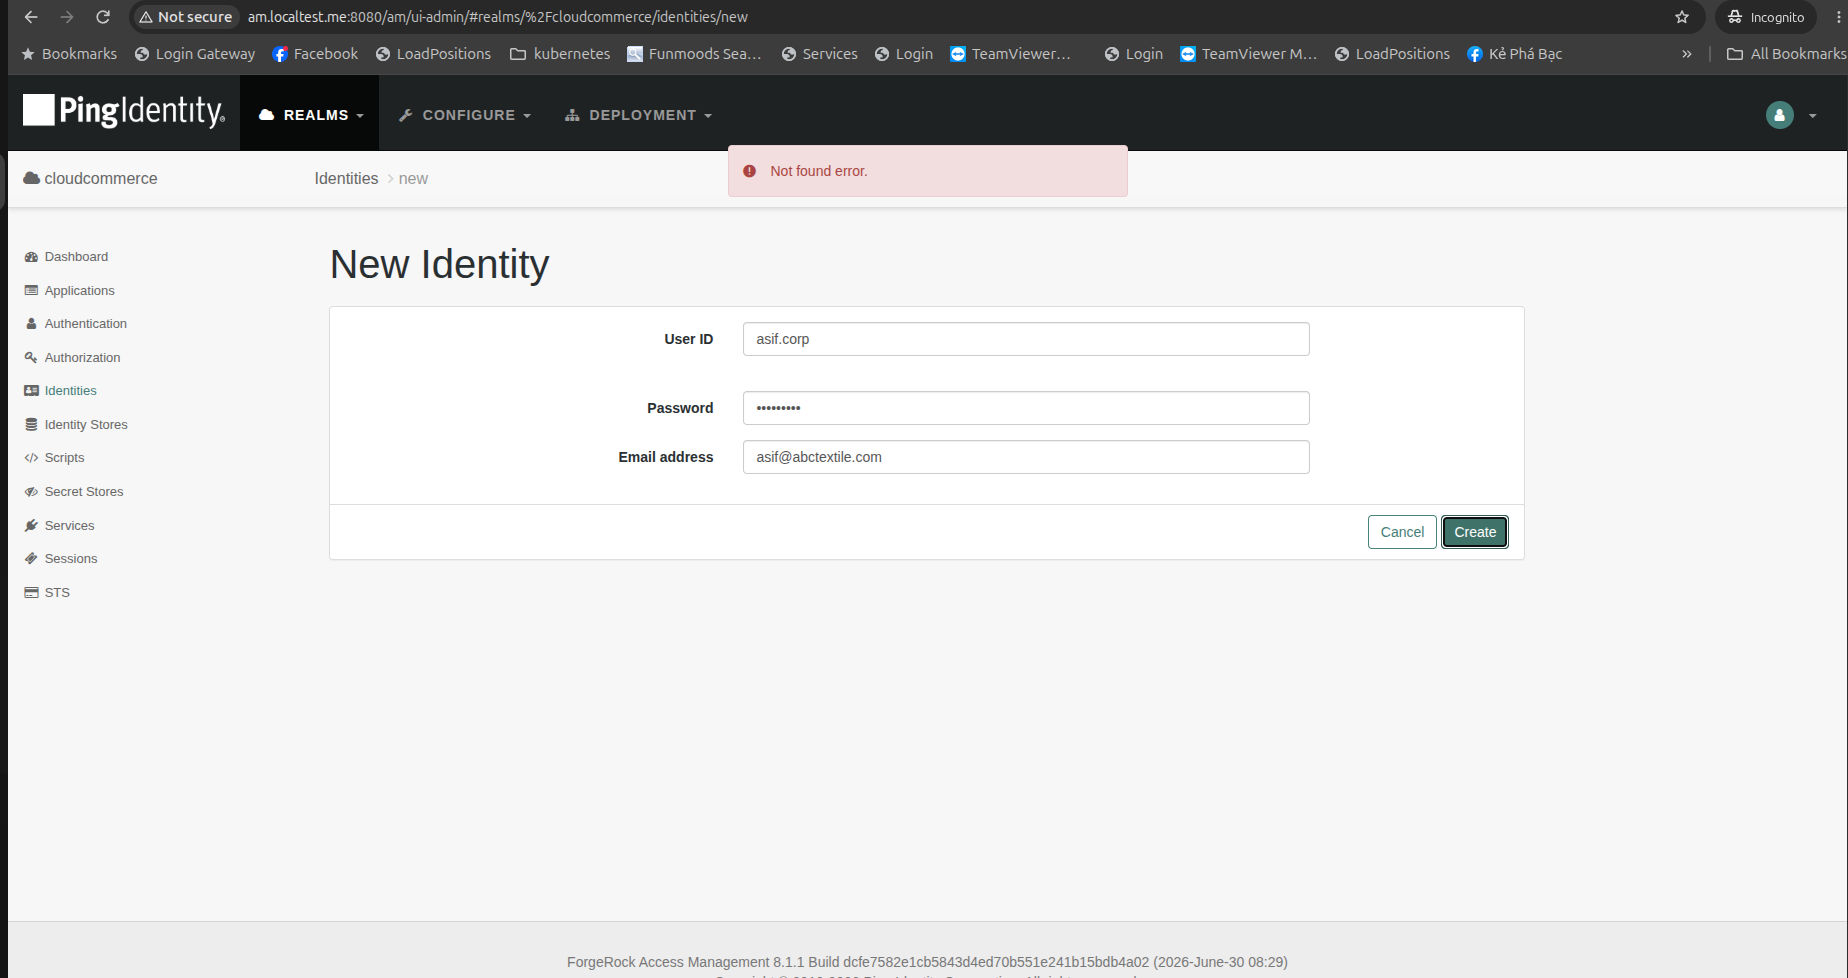 Not secure am.localtest.me:8080/am/ui-admin/#realms/%2Fcloudcommerce/identities/new Incognito
Bookmarks Login Gateway Facebook LoadPositions kubernetes Funmoods Sea... Services Login TeamViewer... Login TeamViewer M... LoadPositions Kẻ Phá Bạc » All Bookmarks
PingIdentity REALMS CONFIGURE DEPLOYMENT
Not found error.
cloudcommerce Identities > new
Dashboard
Applications
Authentication
Authorization
Identities
Identity Stores
Scripts
Secret Stores
Services
Sessions
STS
New Identity
User ID asif.corp
Password •••••••••
Email address asif@abctextile.com
Cancel Create
ForgeRock Access Management 8.1.1 Build dcfe7582e1cb5843d4ed70b551e241b15bdb4a02 (2026-June-30 08:29)